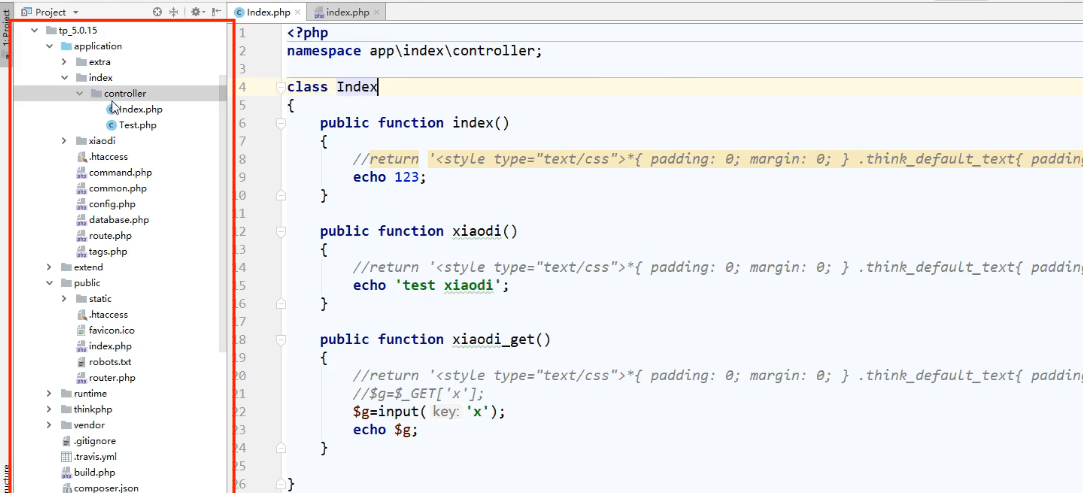 Project
Index.php
index.php
1: Project
tp_5.0.15
application
extra
index
controller
Index.php
Test.php
xiaodi
.htaccess
command.php
common.php
config.php
database.php
route.php
tags.php
extend
public
static
.htaccess
favicon.ico
index.php
robots.txt
router.php
runtime
thinkphp
vendor
.gitignore
.travis.yml
build.php
composer.json
ructure
1 <?php
2 namespace app\index\controller;
3
4 class Index
5 {
6 public function index()
7 {
8 //return '<style type="text/css">*{ padding: 0; margin: 0; } .think_default_text{ padding
9 echo 123;
10 }
11
12 public function xiaodi()
13 {
14 //return '<style type="text/css">*{ padding: 0; margin: 0; } .think_default_text{ padding
15 echo 'test xiaodi';
16 }
17
18 public function xiaodi_get()
19 {
20 //return '<style type="text/css">*{ padding: 0; margin: 0; } .think_default_text{ padding
21 //$g=$_GET['x'];
22 $g=input( key: 'x');
23 echo $g;
24 }
25
26 }